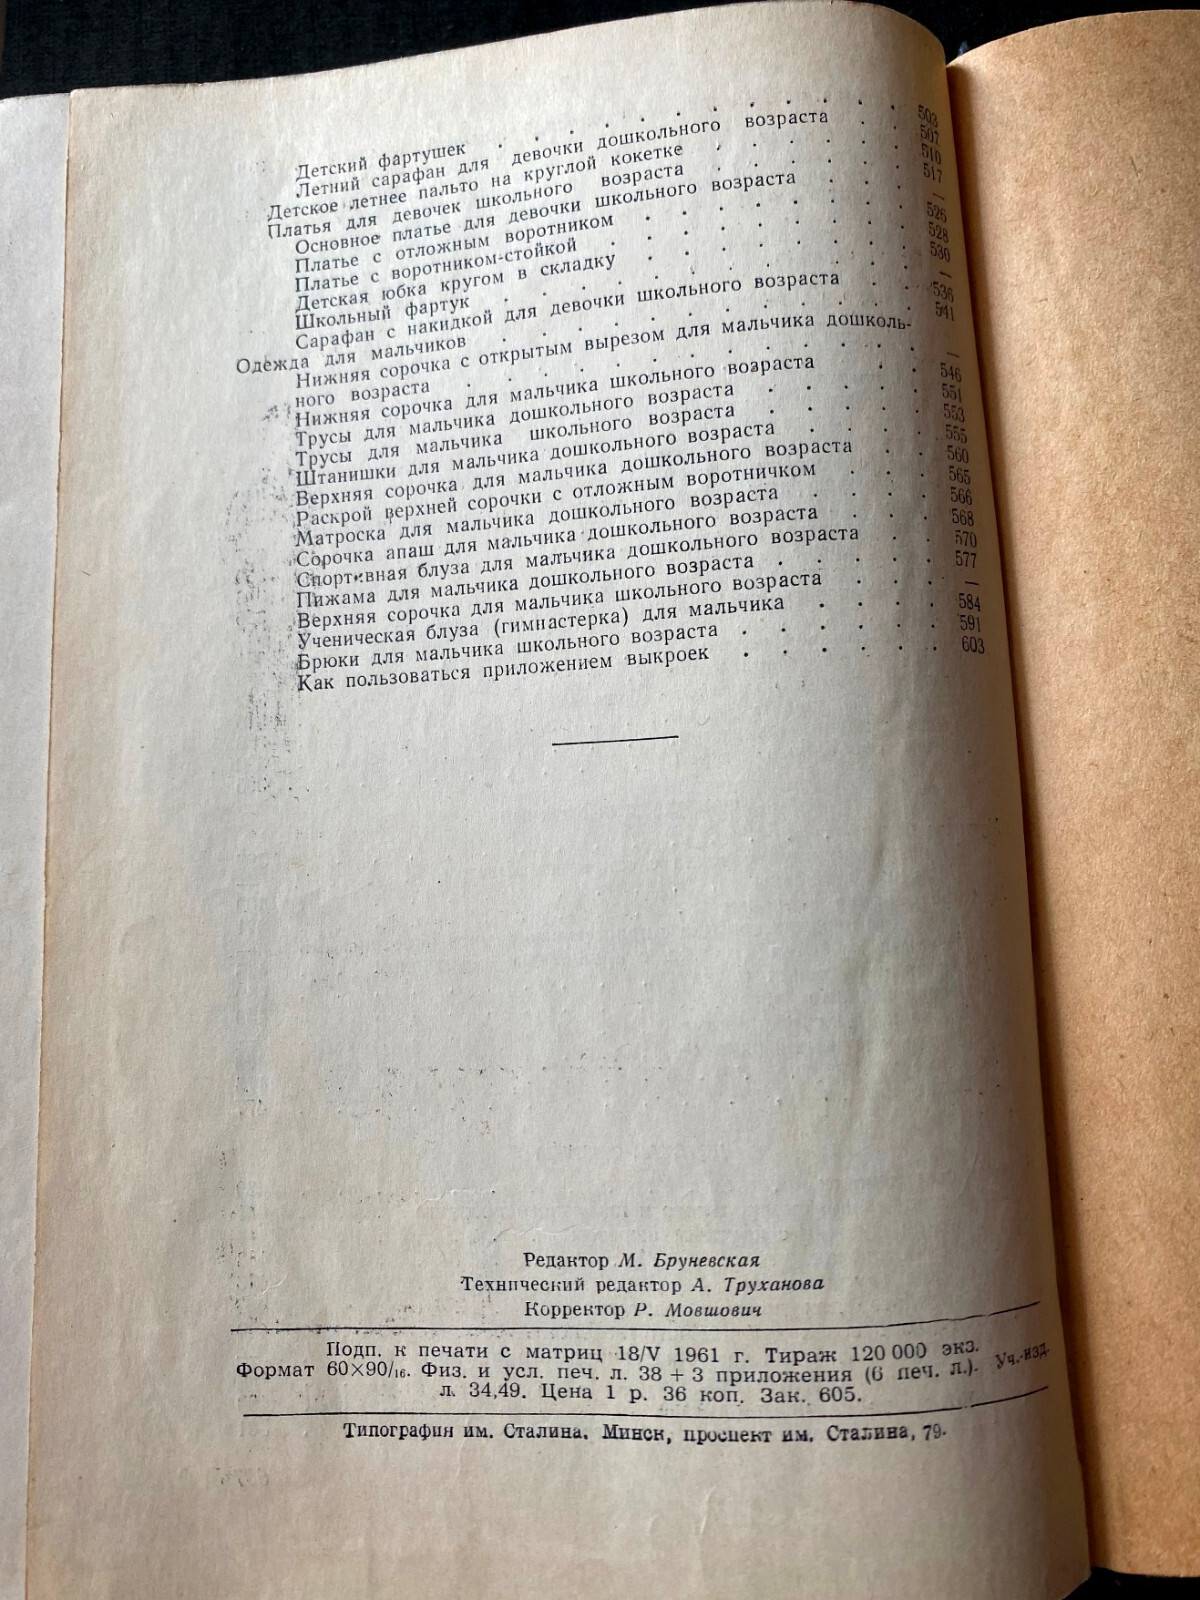 Детский фартушек . . . . . . . . . . . 503
Летний сарафан для девочки дошкольного возраста . . 507
Детское летнее пальто на круглой кокетке . . . . . 510
Платья для девочек школьного возраста . . . . . 517
Основное платье для девочки школьного возраста . . . —
Платье с отложным воротником . . . . . . . 526
Платье с воротником-стойкой . . . . . . . . 528
Детская юбка кругом в складку . . . . . . . 530
Школьный фартук . . . . . . . . . . . —
Сарафан с накидкой для девочки школьного возраста . . 536
Одежда для мальчиков . . . . . . . . . . 541
Нижняя сорочка с открытым вырезом для мальчика дошколь-
ного возраста . . . . . . . . . . . . —
Нижняя сорочка для мальчика школьного возраста . . 546
Трусы для мальчика дошкольного возраста . . . . . 551
Трусы для мальчика школьного возраста . . . . . 553
Штанишки для мальчика дошкольного возраста . . . . 555
Верхняя сорочка для мальчика дошкольного возраста . . 560
Раскрой верхней сорочки с отложным воротничком . . . 565
Матроска для мальчика дошкольного возраста . . . . 566
Сорочка апаш для мальчика дошкольного возраста . . . 568
Спортивная блуза для мальчика дошкольного возраста . . 570
Пижама для мальчика дошкольного возраста . . . . . 577
Верхняя сорочка для мальчика школьного возраста . . . —
Ученическая блуза (гимнастерка) для мальчика . . . . 584
Брюки для мальчика школьного возраста . . . . . . 591
Как пользоваться приложением выкроек . . . . . . 603
Редактор М. Бруневская
Технический редактор А. Труханова
Корректор Р. Мовшович
Подп. к печати с матриц 18/V 1961 г. Тираж 120 000 экз.
Формат 60×90/16. Физ. и усл. печ. л. 38 + 3 приложения (6 печ. л.). Уч.-изд.
л. 34,49. Цена 1 р. 36 коп. Зак. 605.
Типография им. Сталина. Минск, проспект им. Сталина, 79.